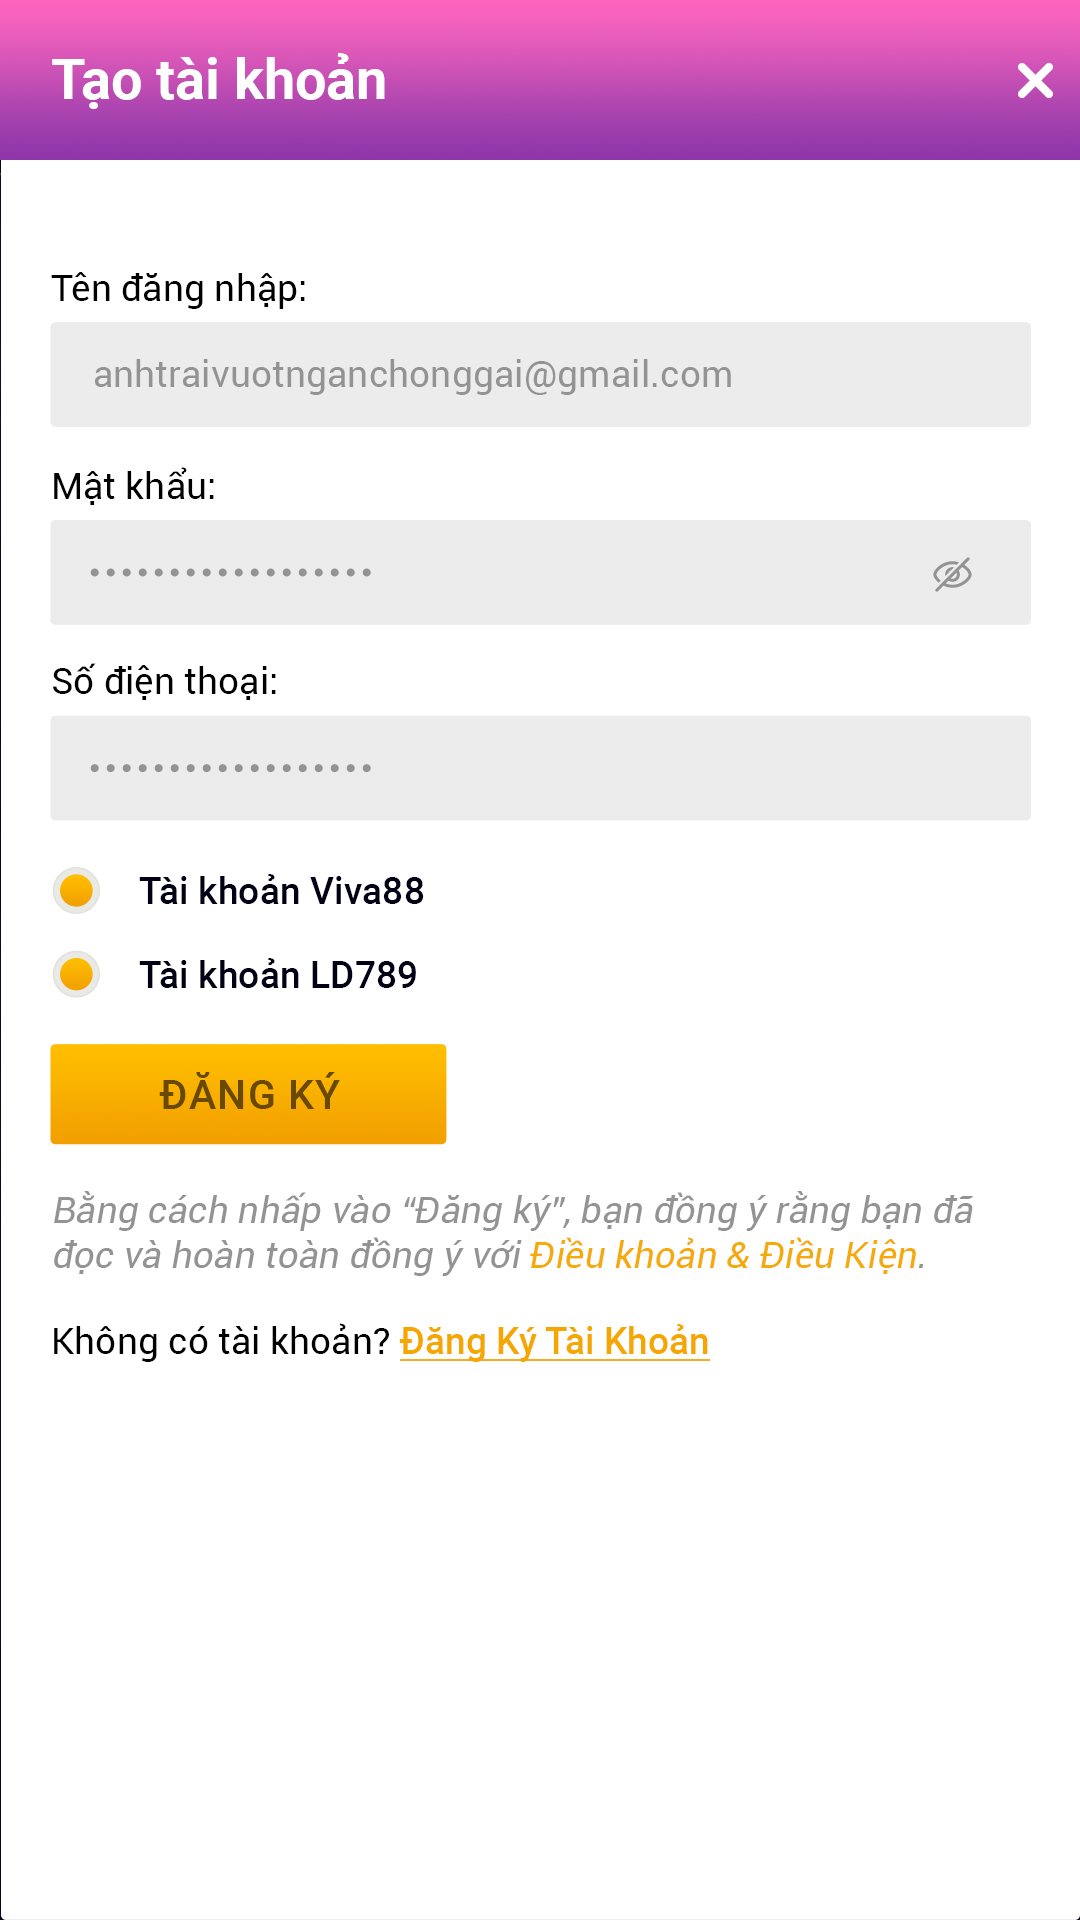 Tạo tài khoản
Tên đăng nhập:
anhtraivuotnganchonggai@gmail.com
Mật khẩu:
••••••••••••••••••
Số điện thoại:
••••••••••••••••••
Tài khoản Viva88
Tài khoản LD789
ĐĂNG KÝ
Bằng cách nhấp vào “Đăng ký”, bạn đồng ý rằng bạn đã
đọc và hoàn toàn đồng ý với Điều khoản & Điều Kiện.
Không có tài khoản? Đăng Ký Tài Khoản